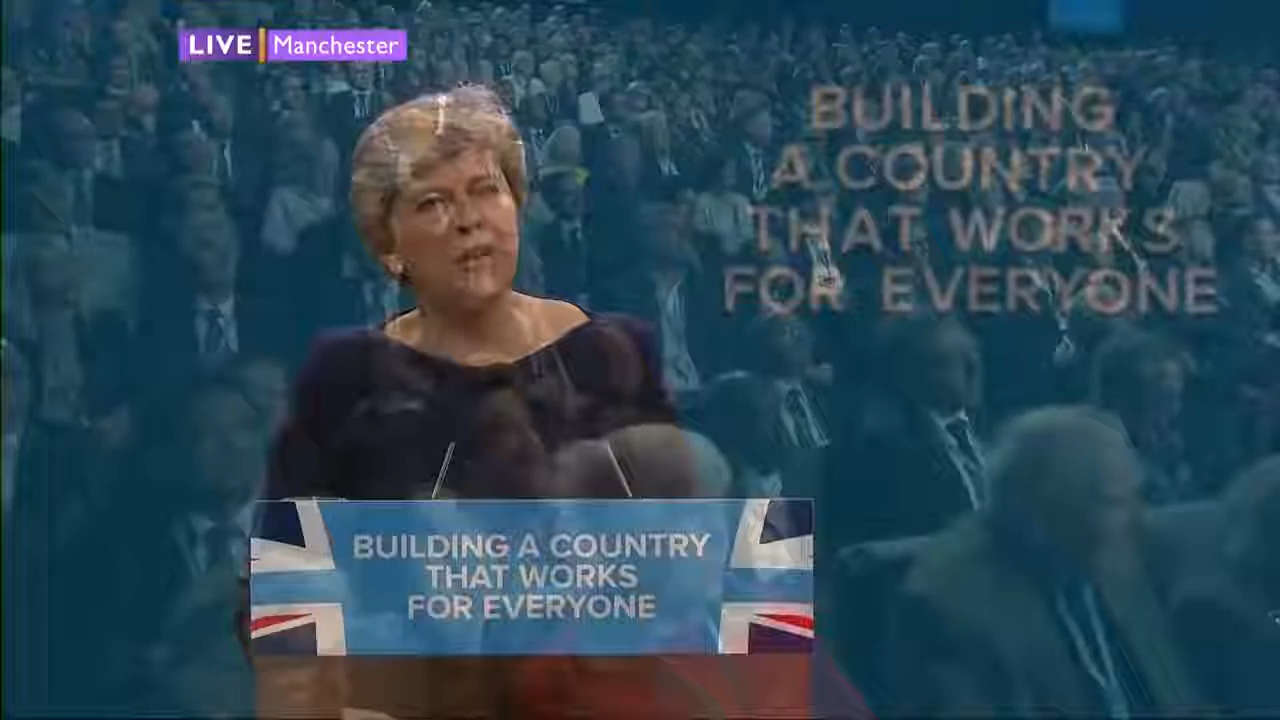 LIVE Manchester
BUILDING
A COUNTRY
THAT WORKS
FOR EVERYONE
BUILDING A COUNTRY
THAT WORKS
FOR EVERYONE